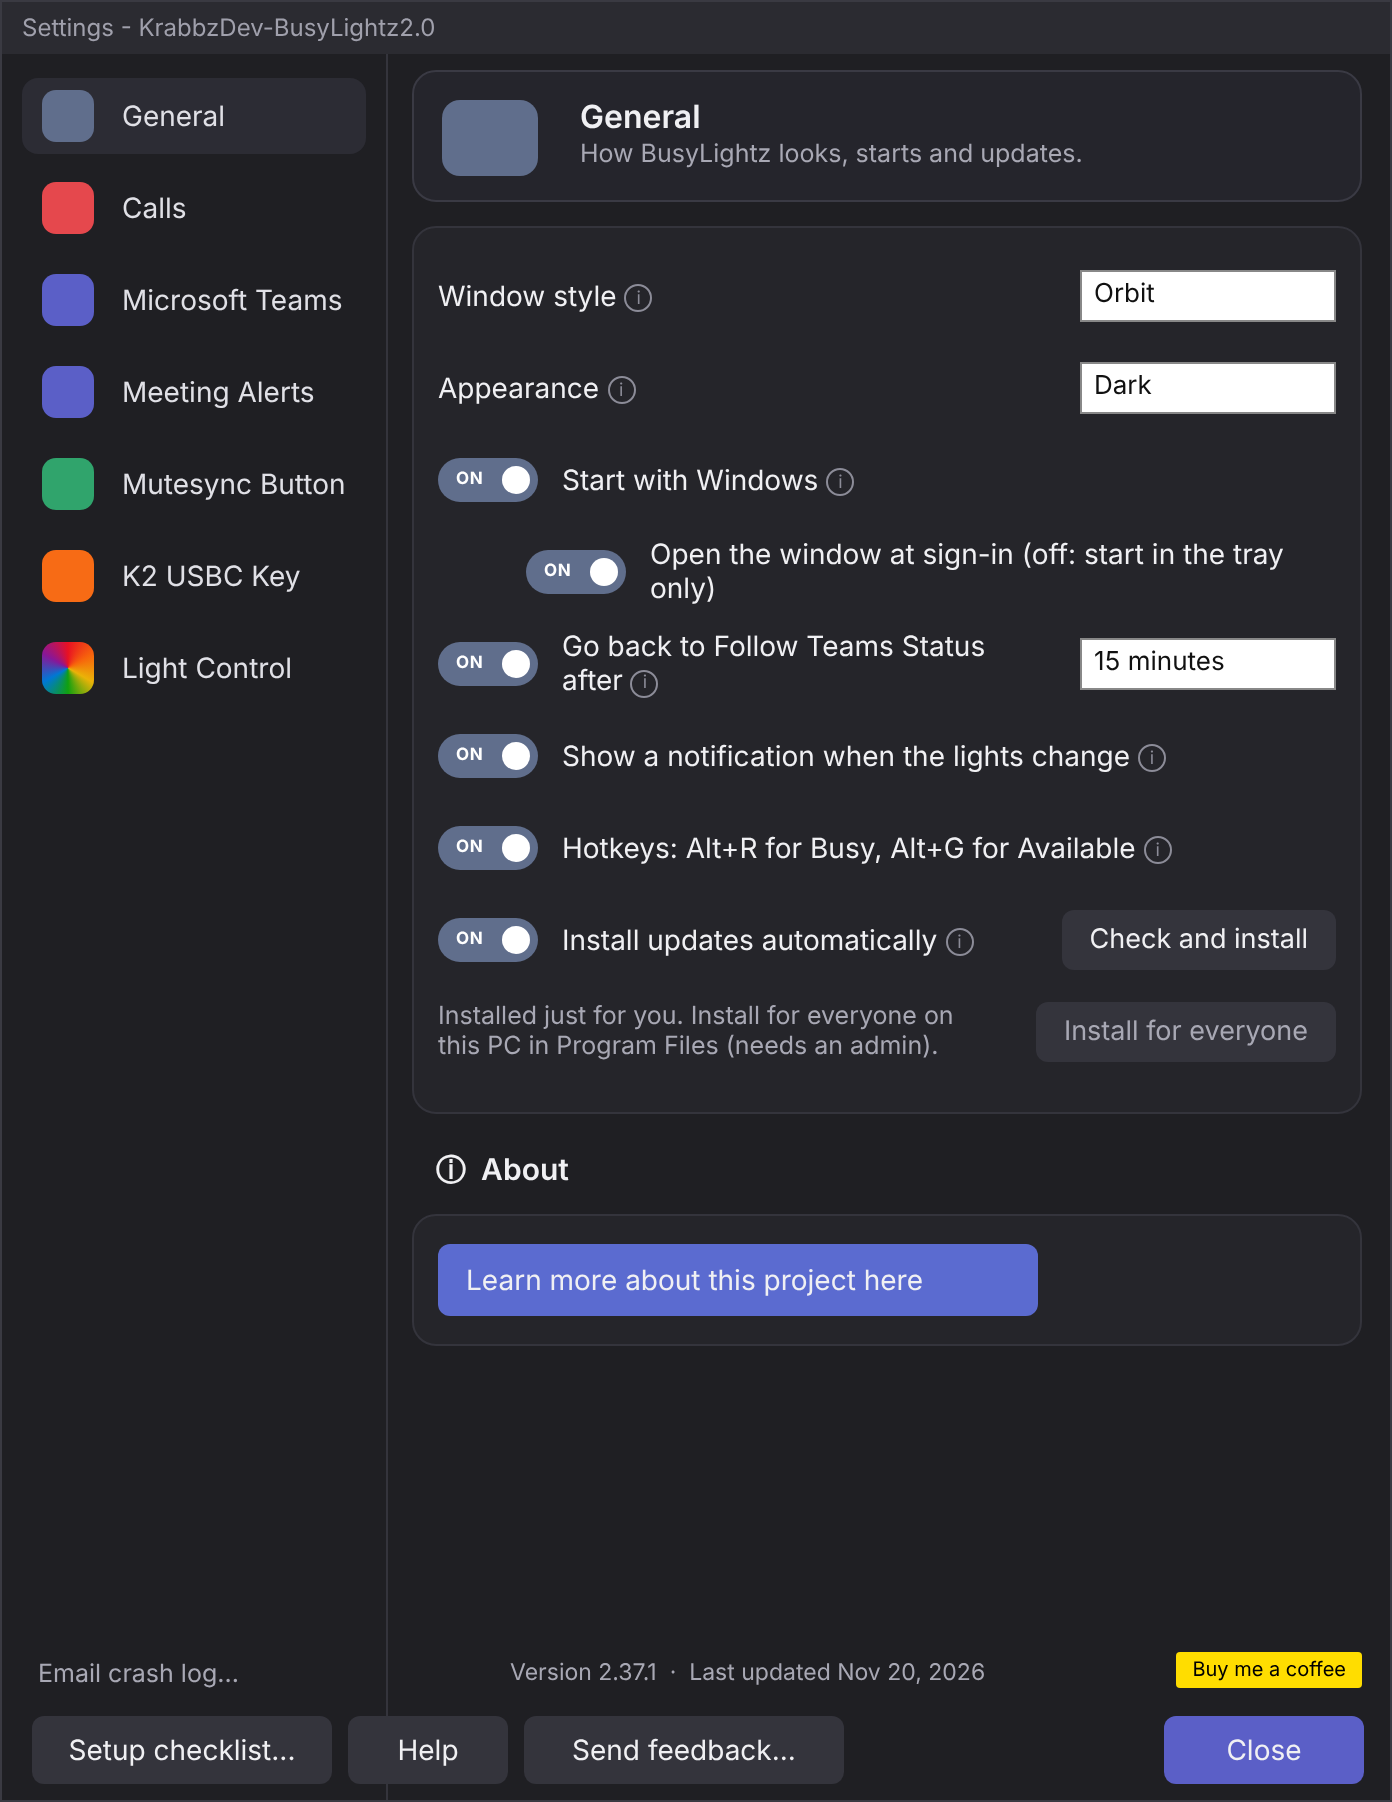 Settings - KrabbzDev-BusyLightz2.0
General
Calls
Microsoft Teams
Meeting Alerts
Mutesync Button
K2 USBC Key
Light Control
General
How BusyLightz looks, starts and updates.
Window style
Orbit
Appearance
Dark
ON Start with Windows
ON Open the window at sign-in (off: start in the tray
only)
ON Go back to Follow Teams Status
after
15 minutes
ON Show a notification when the lights change
ON Hotkeys: Alt+R for Busy, Alt+G for Available
ON Install updates automatically
Check and install
Installed just for you. Install for everyone on
this PC in Program Files (needs an admin).
Install for everyone
About
Learn more about this project here
Email crash log...
Version 2.37.1 · Last updated Nov 20, 2026
Buy me a coffee
Setup checklist...
Help
Send feedback...
Close